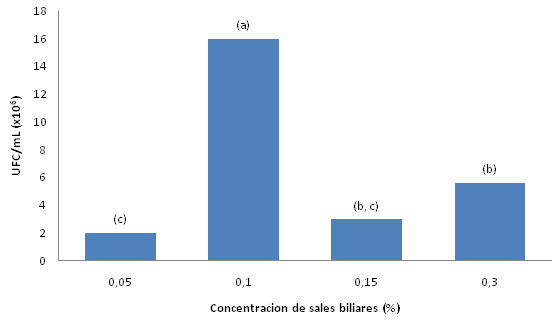 18
16
14
12
10
8
6
4
2
0
UFC/mL (x10⁶)
(c)
(a)
(b, c)
(b)
0,05
0,1
0,15
0,3
Concentracion de sales biliares (%)